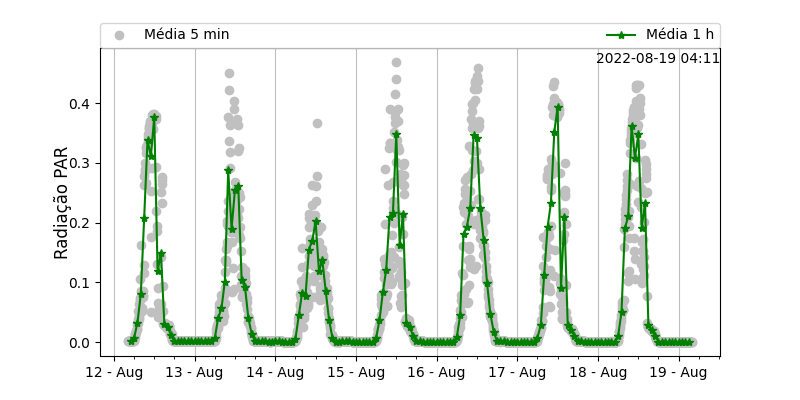 Média 5 min
Média 1 h
2022-08-19 04:11
Radiação PAR
0.4
0.3
0.2
0.1
0.0
12 - Aug
13 - Aug
14 - Aug
15 - Aug
16 - Aug
17 - Aug
18 - Aug
19 - Aug